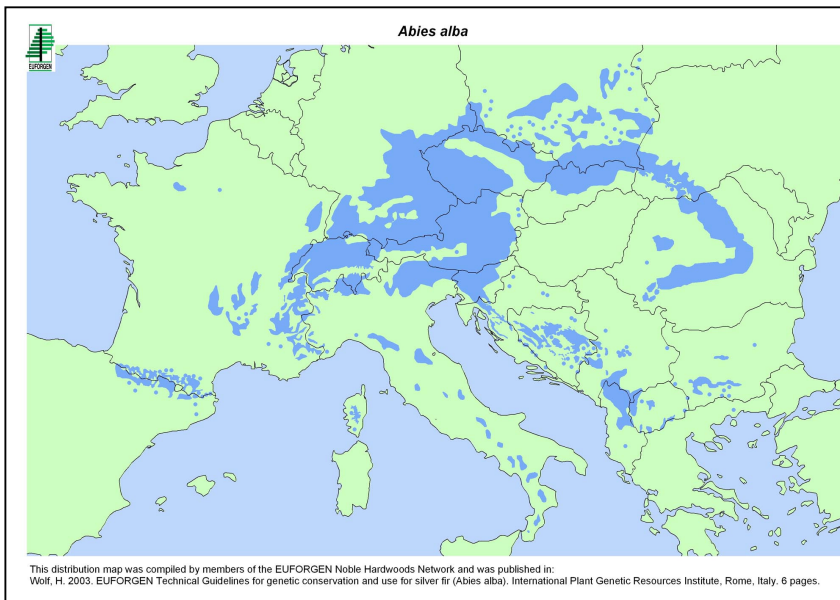 Abies alba
EUFORGEN
This distribution map was compiled by members of the EUFORGEN Noble Hardwoods Network and was published in:
Wolf, H. 2003. EUFORGEN Technical Guidelines for genetic conservation and use for silver fir (Abies alba). International Plant Genetic Resources Institute, Rome, Italy. 6 pages.